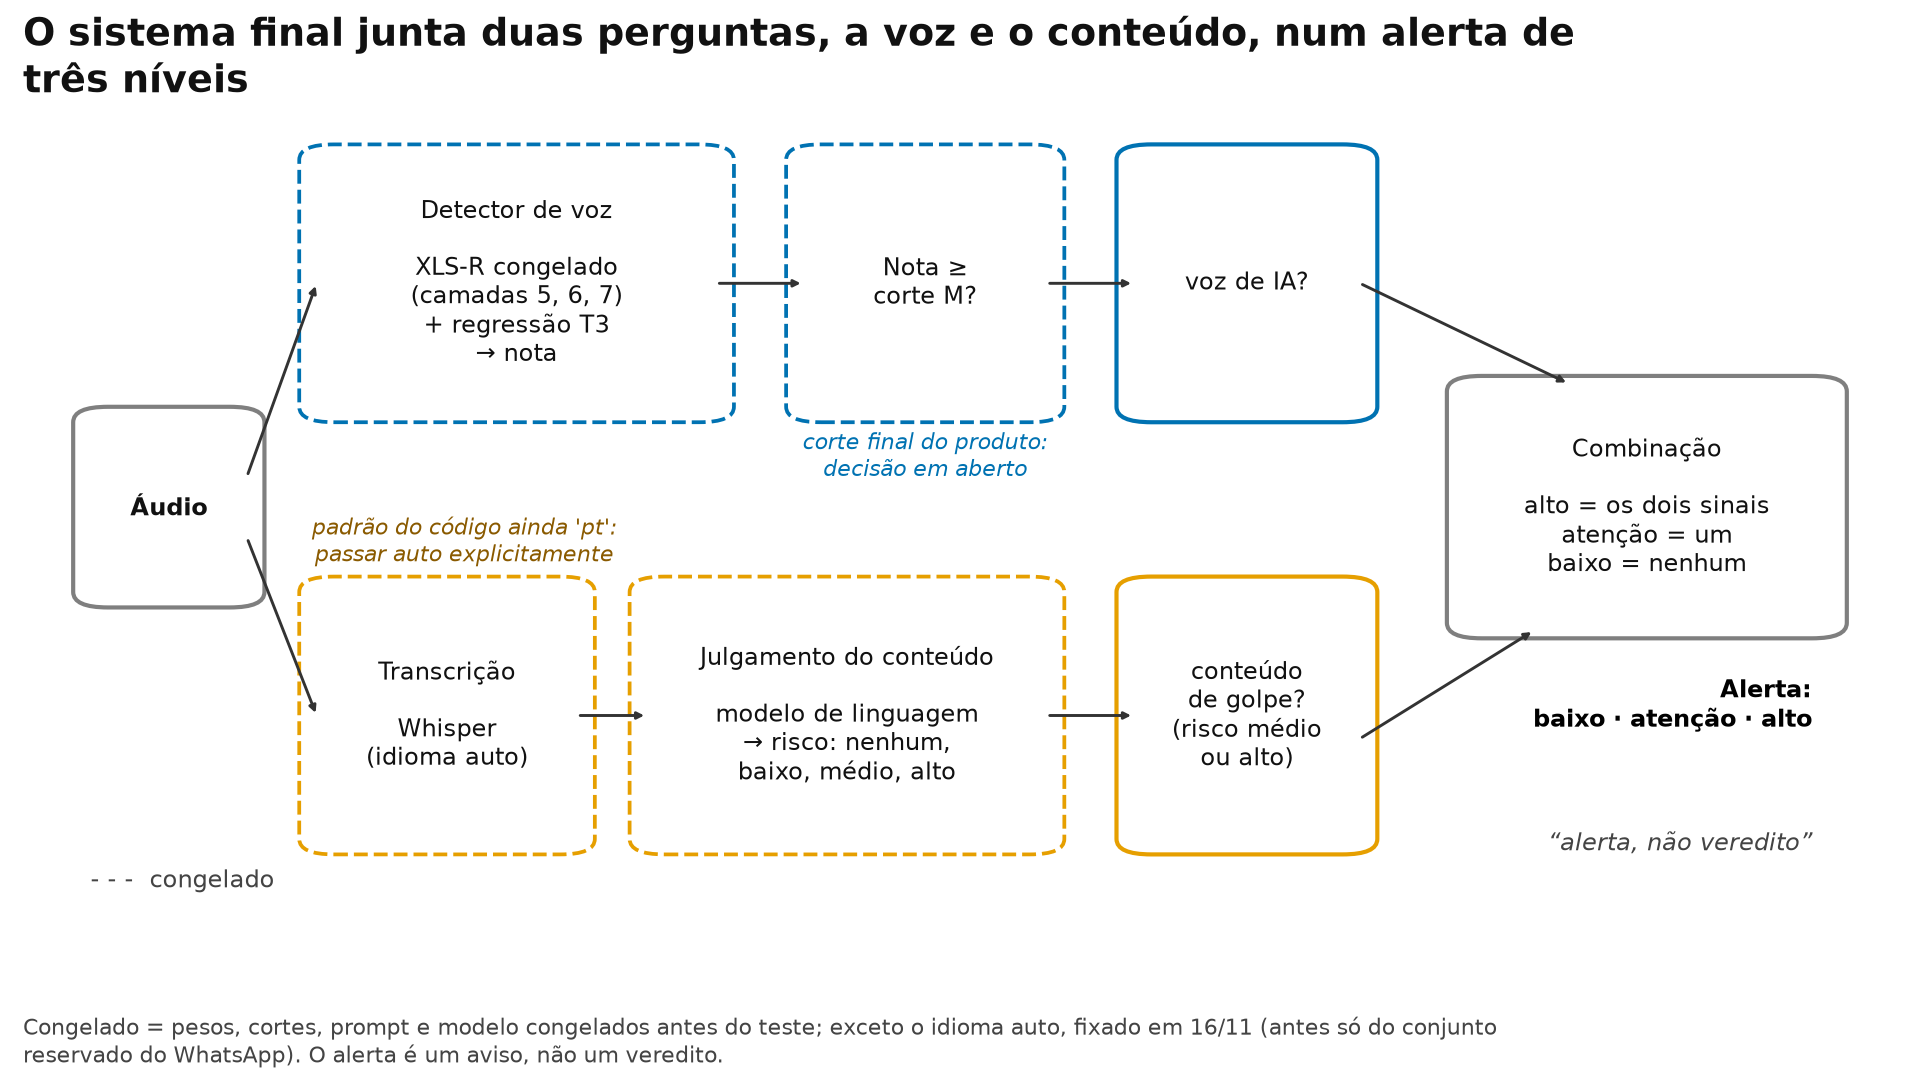 O sistema final junta duas perguntas, a voz e o conteúdo, num alerta de
três níveis
Detector de voz
XLS-R congelado
(camadas 5, 6, 7)
+ regressão T3
→ nota
Nota ≥
corte M?
voz de IA?
corte final do produto:
decisão em aberto
Áudio
Combinação
alto = os dois sinais
atenção = um
baixo = nenhum
padrão do código ainda 'pt':
passar auto explicitamente
Transcrição
Whisper
(idioma auto)
Julgamento do conteúdo
modelo de linguagem
→ risco: nenhum,
baixo, médio, alto
conteúdo
de golpe?
(risco médio
ou alto)
Alerta:
baixo · atenção · alto
“alerta, não veredito”
- - - congelado
Congelado = pesos, cortes, prompt e modelo congelados antes do teste; exceto o idioma auto, fixado em 16/11 (antes só do conjunto
reservado do WhatsApp). O alerta é um aviso, não um veredito.